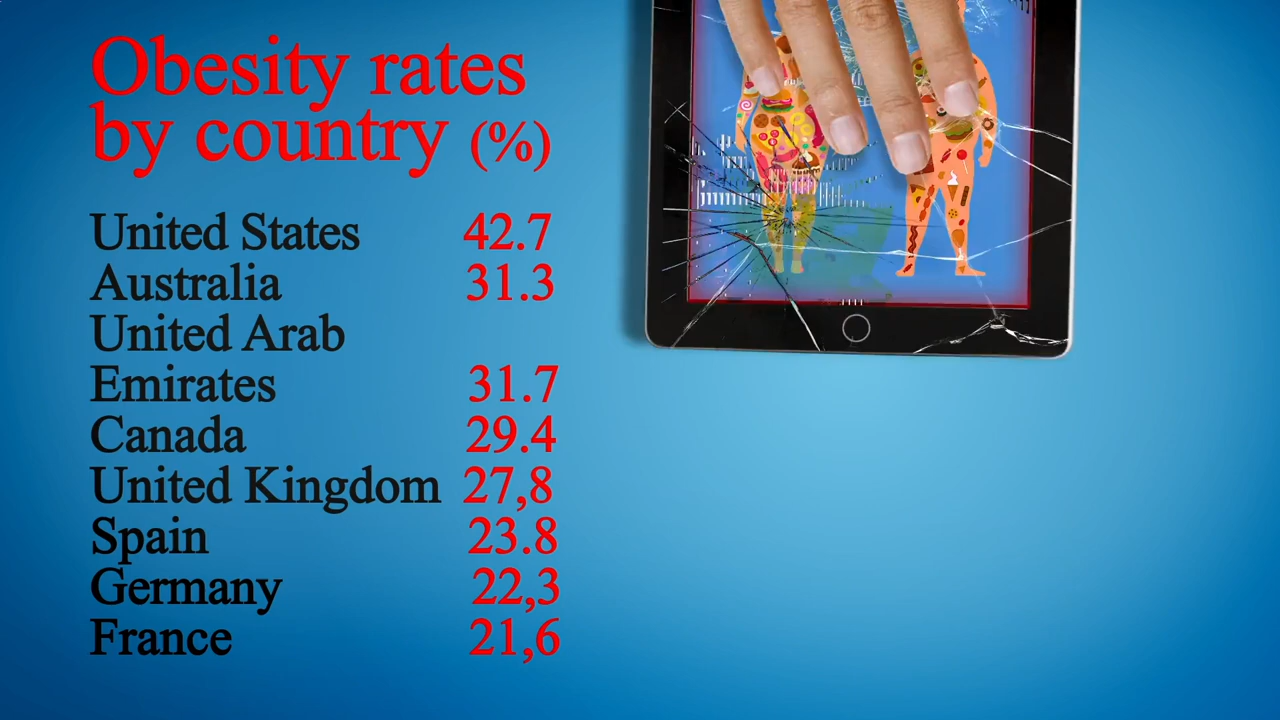 Obesity rates
by country (%)
United States 42.7
Australia 31.3
United Arab
Emirates 31.7
Canada 29.4
United Kingdom 27,8
Spain 23.8
Germany 22,3
France 21,6